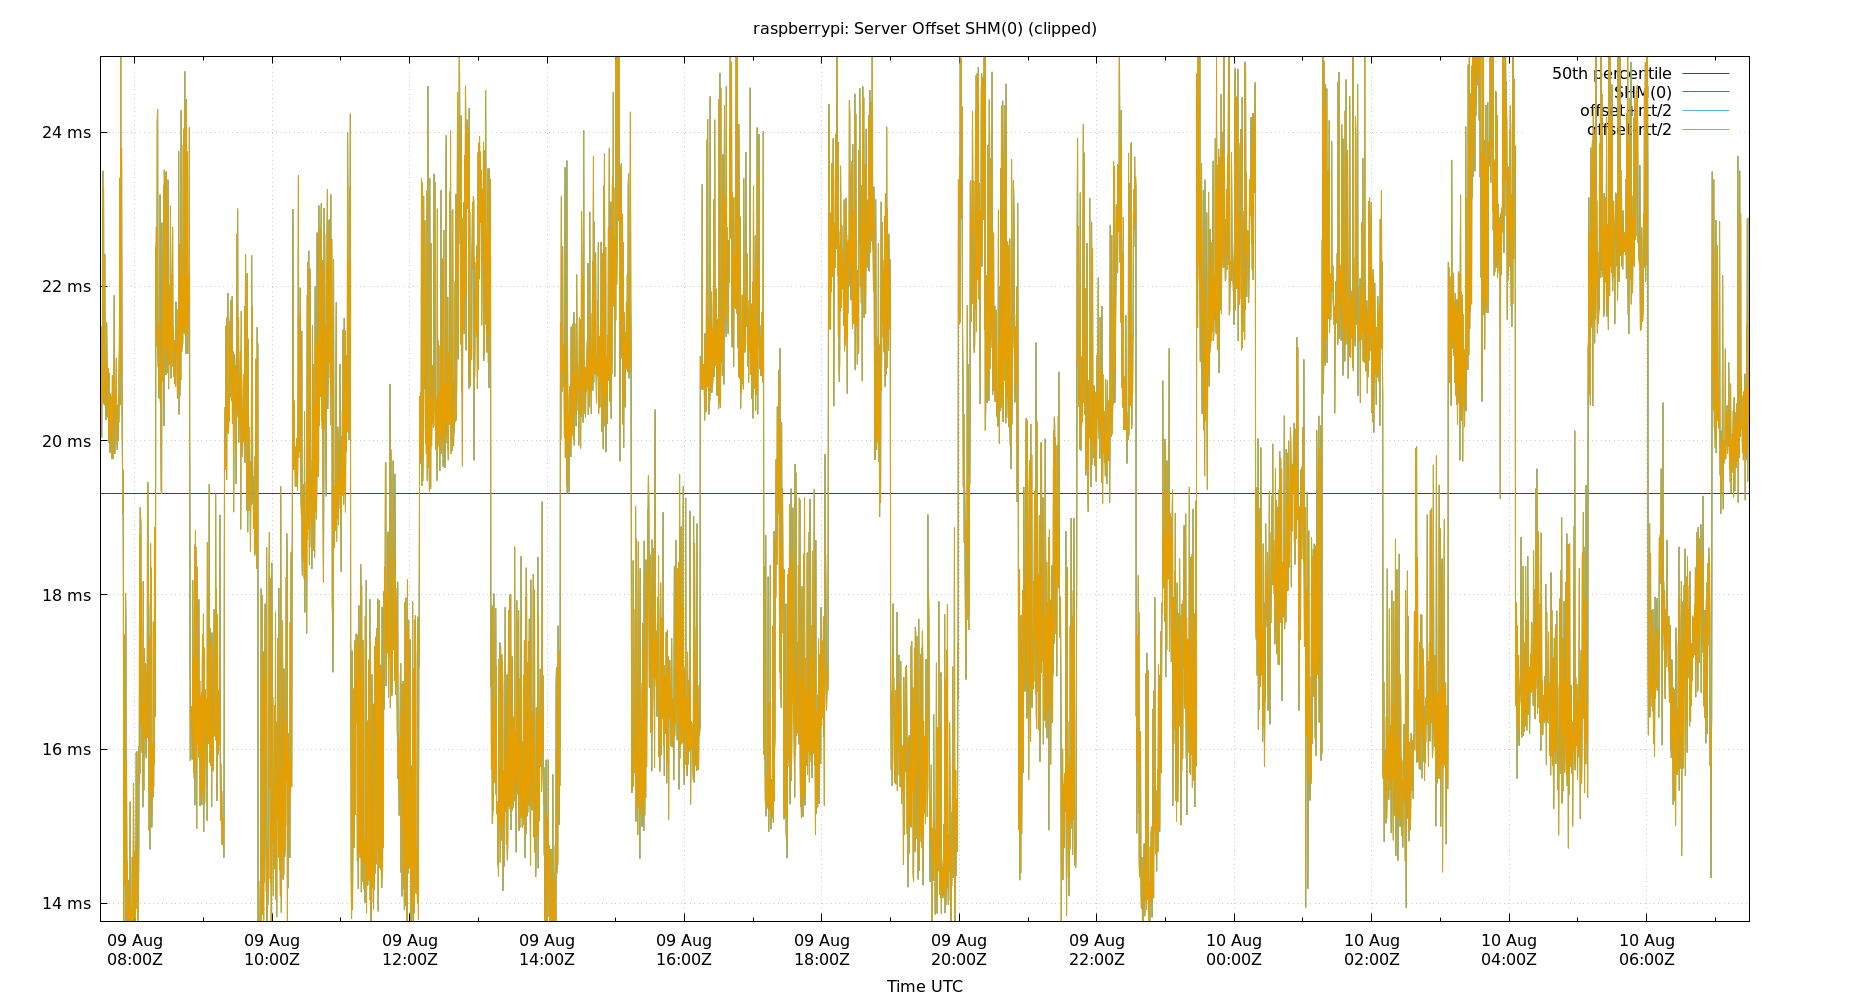 raspberrypi: Server Offset SHM(0) (clipped)
50th percentile
SHM(0)
offset+rtt/2
offset-rtt/2
24 ms
22 ms
20 ms
18 ms
16 ms
14 ms
09 Aug 09 Aug 09 Aug 09 Aug 09 Aug 09 Aug 09 Aug 09 Aug 10 Aug 10 Aug 10 Aug 10 Aug
08:00Z 10:00Z 12:00Z 14:00Z 16:00Z 18:00Z 20:00Z 22:00Z 00:00Z 02:00Z 04:00Z 06:00Z
Time UTC